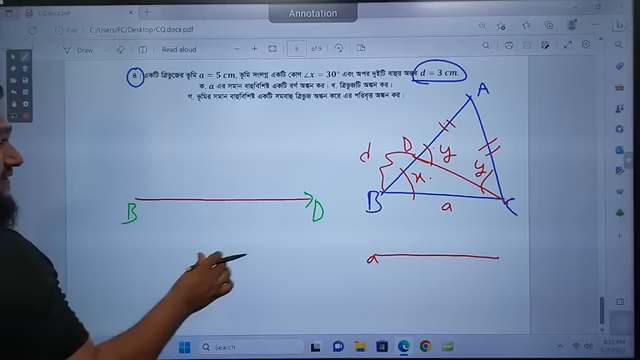 Annotation
CQ.docx.pdf
C:/Users/FC/Desktop/CQ.docx.pdf
Draw
Read aloud
9
of 9
৪ একটি ত্রিভুজের ভূমি a = 5 cm, ভূমি সংলগ্ন একটি কোণ ∠x = 30° এবং অপর দুইটি বাহুর অন্তর d = 3 cm.
ক. a এর সমান বাহুবিশিষ্ট একটি বর্গ অঙ্কন কর। খ. ত্রিভুজটি অঙ্কন কর।
গ. ভূমির সমান বাহুবিশিষ্ট একটি সমবাহু ত্রিভুজ অঙ্কন করে এর পরিবৃত্ত অঙ্কন কর।
A
d
D
y
x
y
B
a
C
B
D
a
Search